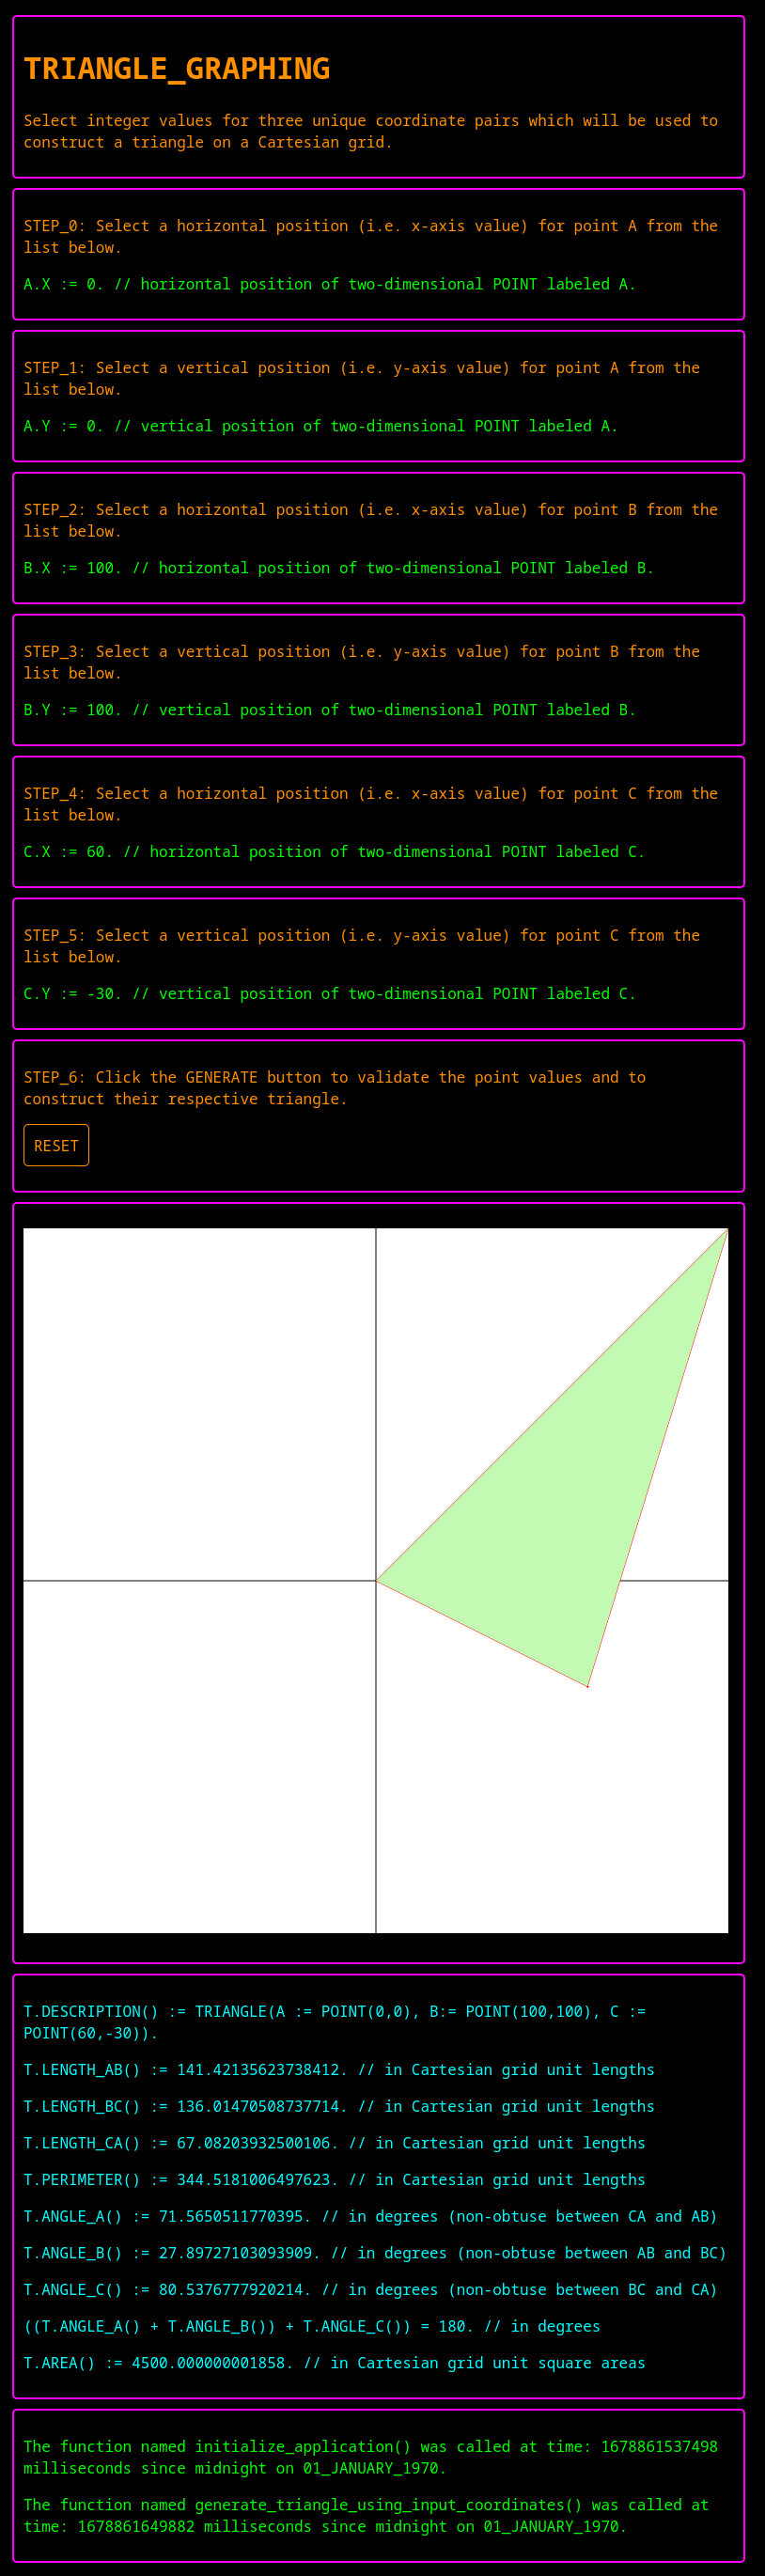 TRIANGLE_GRAPHING
Select integer values for three unique coordinate pairs which will be used to
construct a triangle on a Cartesian grid.
STEP_0: Select a horizontal position (i.e. x-axis value) for point A from the
list below.
A.X := 0. // horizontal position of two-dimensional POINT labeled A.
STEP_1: Select a vertical position (i.e. y-axis value) for point A from the
list below.
A.Y := 0. // vertical position of two-dimensional POINT labeled A.
STEP_2: Select a horizontal position (i.e. x-axis value) for point B from the
list below.
B.X := 100. // horizontal position of two-dimensional POINT labeled B.
STEP_3: Select a vertical position (i.e. y-axis value) for point B from the
list below.
B.Y := 100. // vertical position of two-dimensional POINT labeled B.
STEP_4: Select a horizontal position (i.e. x-axis value) for point C from the
list below.
C.X := 60. // horizontal position of two-dimensional POINT labeled C.
STEP_5: Select a vertical position (i.e. y-axis value) for point C from the
list below.
C.Y := -30. // vertical position of two-dimensional POINT labeled C.
STEP_6: Click the GENERATE button to validate the point values and to
construct their respective triangle.
RESET
T.DESCRIPTION() := TRIANGLE(A := POINT(0,0), B:= POINT(100,100), C :=
POINT(60,-30)).
T.LENGTH_AB() := 141.42135623738412. // in Cartesian grid unit lengths
T.LENGTH_BC() := 136.01470508737714. // in Cartesian grid unit lengths
T.LENGTH_CA() := 67.08203932500106. // in Cartesian grid unit lengths
T.PERIMETER() := 344.5181006497623. // in Cartesian grid unit lengths
T.ANGLE_A() := 71.5650511770395. // in degrees (non-obtuse between CA and AB)
T.ANGLE_B() := 27.89727103093909. // in degrees (non-obtuse between AB and BC)
T.ANGLE_C() := 80.5376777920214. // in degrees (non-obtuse between BC and CA)
((T.ANGLE_A() + T.ANGLE_B()) + T.ANGLE_C()) = 180. // in degrees
T.AREA() := 4500.000000001858. // in Cartesian grid unit square areas
The function named initialize_application() was called at time: 1678861537498
milliseconds since midnight on 01_JANUARY_1970.
The function named generate_triangle_using_input_coordinates() was called at
time: 1678861649882 milliseconds since midnight on 01_JANUARY_1970.